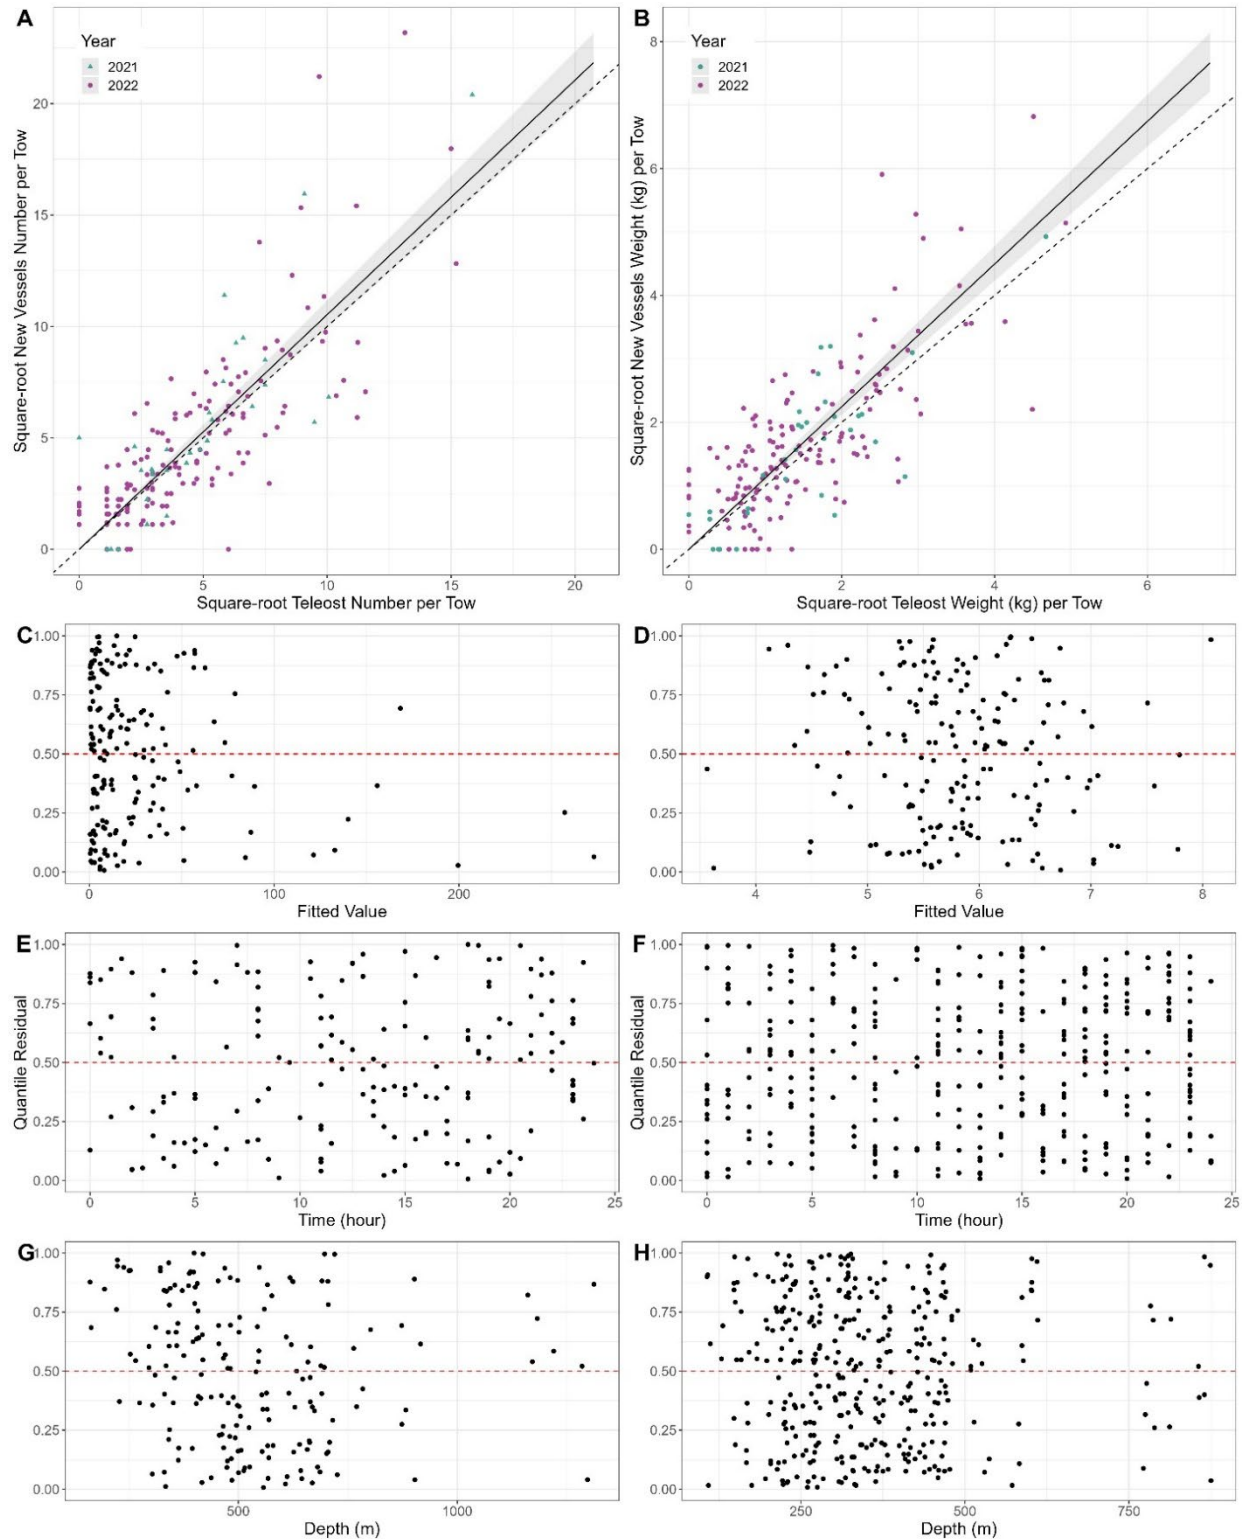 A
B
Year
2021
2022
Square-root New Vessels Number per Tow
20
15
10
5
0
0 5 10 15 20
Square-root Teleost Number per Tow
Year
2021
2022
Square-root New Vessels Weight (kg) per Tow
8
6
4
2
0
0 2 4 6
Square-root Teleost Weight (kg) per Tow
C
1.00
0.75
0.50
0.25
0.00
0 100 200
Fitted Value
D
1.00
0.75
0.50
0.25
0.00
4 5 6 7 8
Fitted Value
E
Quantile Residual
1.00
0.75
0.50
0.25
0.00
0 5 10 15 20 25
Time (hour)
F
Quantile Residual
1.00
0.75
0.50
0.25
0.00
0 5 10 15 20 25
Time (hour)
G
1.00
0.75
0.50
0.25
0.00
500 1000
Depth (m)
H
1.00
0.75
0.50
0.25
0.00
250 500 750
Depth (m)